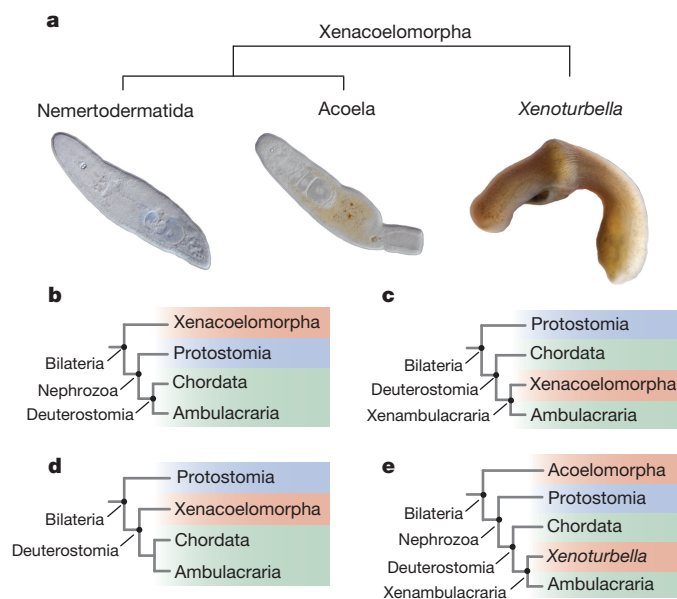 a
Xenacoelomorpha
Nemertodermatida
Acoela
Xenoturbella
b
Xenacoelomorpha
Bilateria
Protostomia
Nephrozoa
Chordata
Deuterostomia
Ambulacraria
c
Protostomia
Bilateria
Chordata
Deuterostomia
Xenacoelomorpha
Xenambulacraria
Ambulacraria
d
Protostomia
Bilateria
Xenacoelomorpha
Deuterostomia
Chordata
Ambulacraria
e
Acoelomorpha
Bilateria
Protostomia
Nephrozoa
Chordata
Deuterostomia
Xenoturbella
Xenambulacraria
Ambulacraria